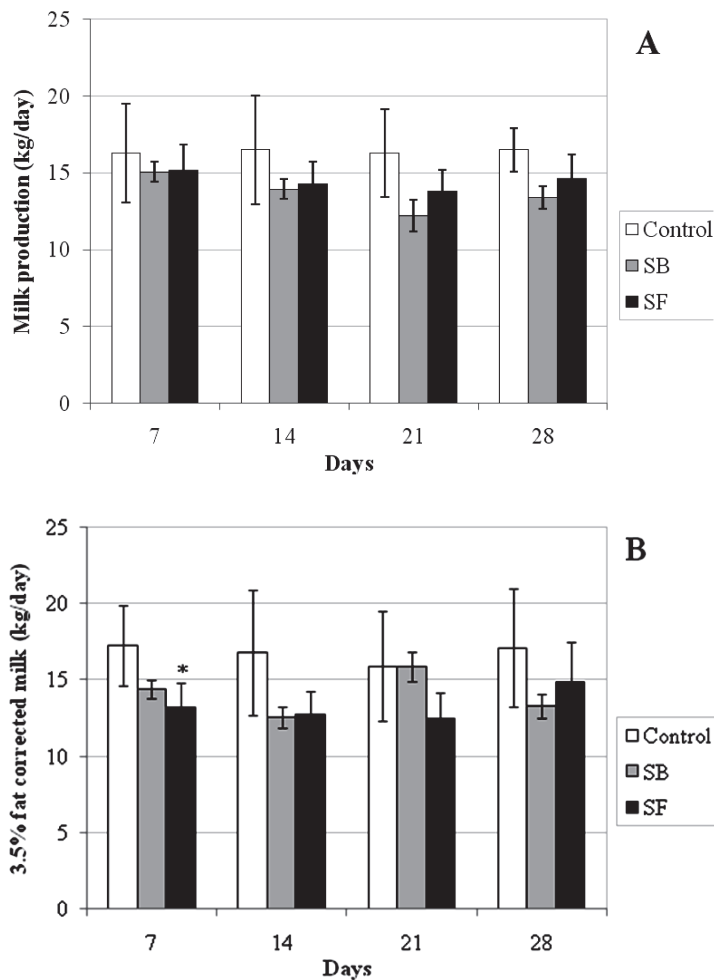 A
Milk production (kg/day)
25
20
15
10
5
0
7 14 21 28
Days
Control
SB
SF
B
3.5% fat corrected milk (kg/day)
25
20
15
10
5
0
*
7 14 21 28
Days
Control
SB
SF